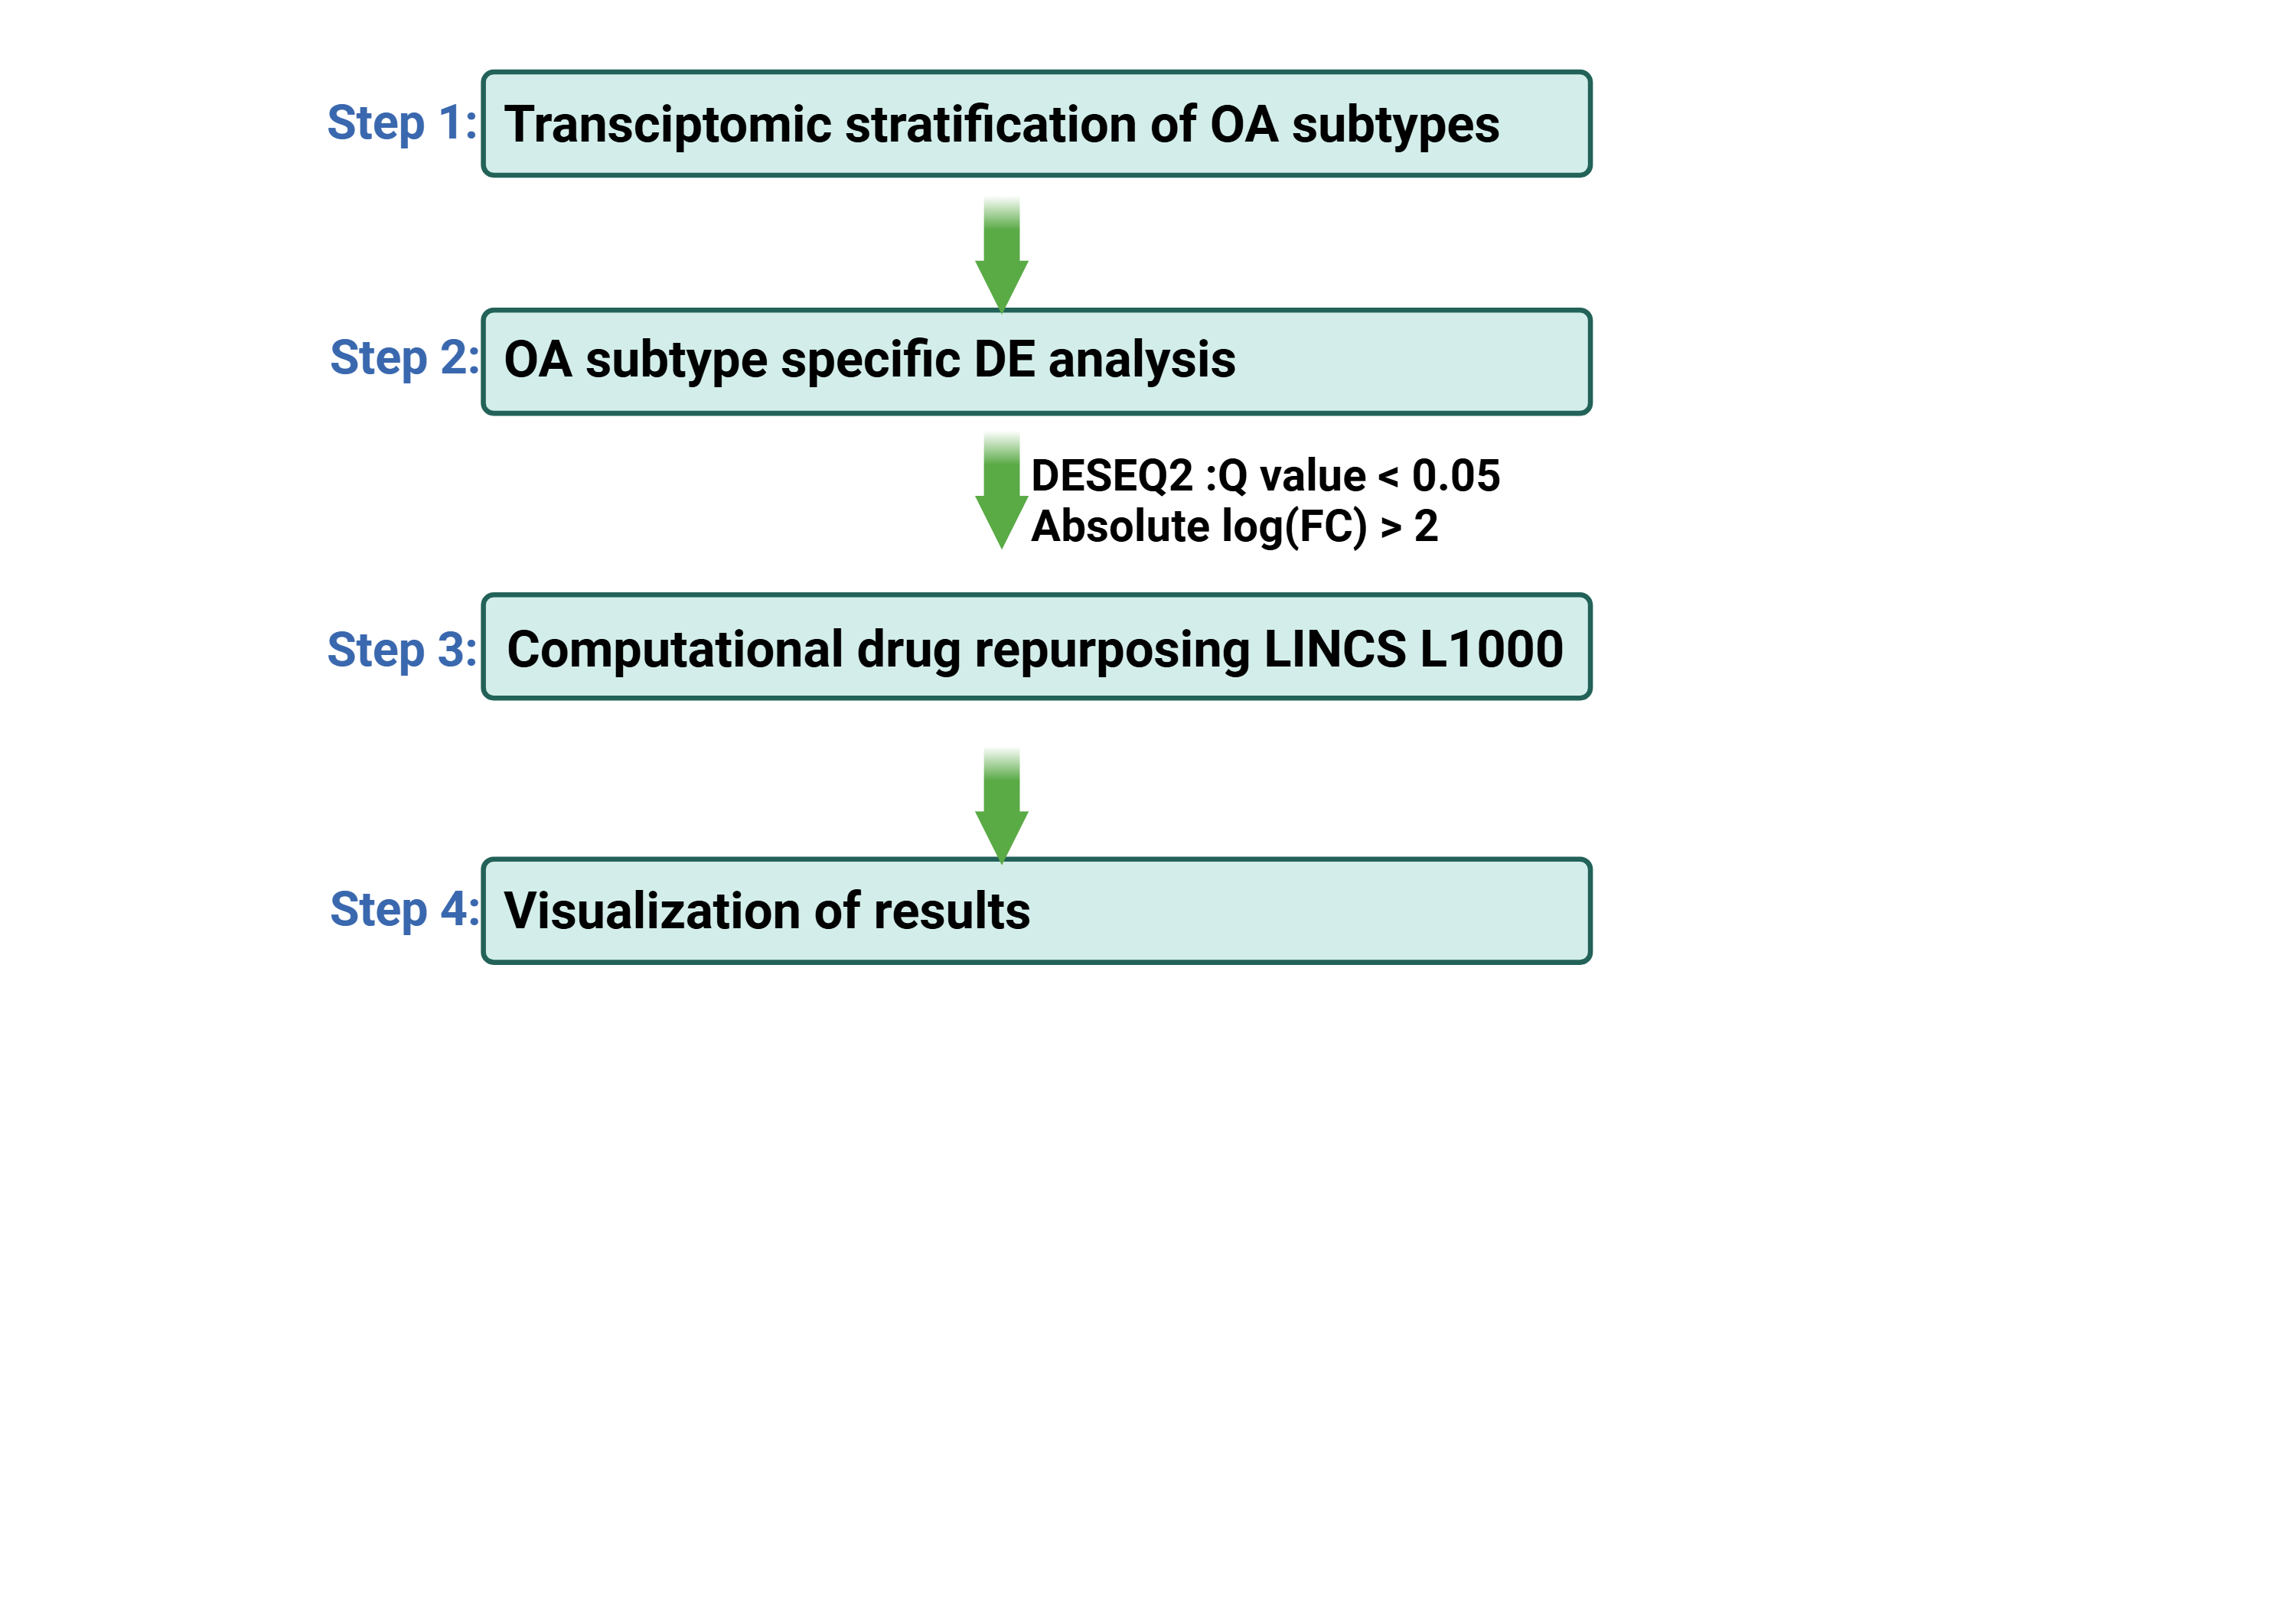 Step 1: Transciptomic stratification of OA subtypes
Step 2: OA subtype specific DE analysis
DESEQ2 :Q value < 0.05
Absolute log(FC) > 2
Step 3: Computational drug repurposing LINCS L1000
Step 4: Visualization of results